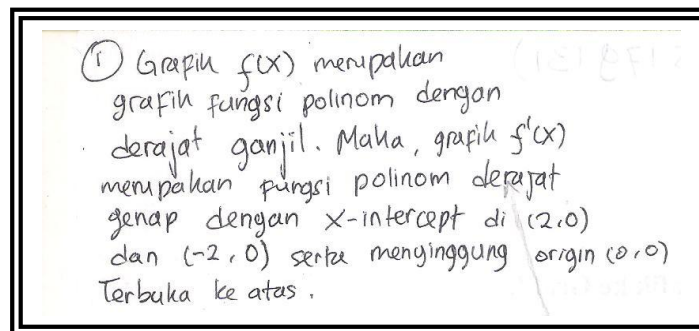 ① Grafik f(x) merupakan
grafik fungsi polinom dengan
derajat ganjil. Maka, grafik f'(x)
merupakan fungsi polinom derajat
genap dengan x-intercept di (2,0)
dan (-2,0) serta menyinggung origin (0,0)
Terbuka ke atas.